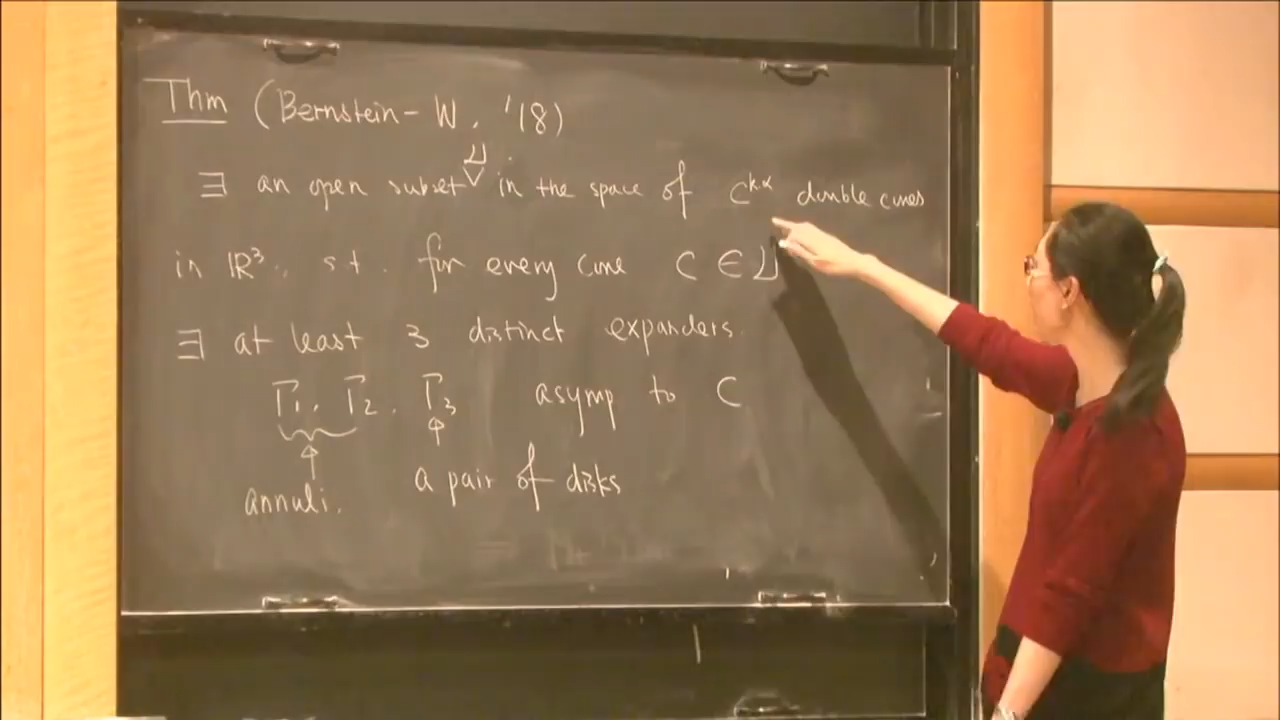 Thm (Bernstein - W. '18)
∃ an open subset U in the space of C^{k,α} double cones
in ℝ³, s.t. for every cone C ∈ U
∃ at least 3 distinct expanders.
Γ₁, Γ₂, Γ₃ asymp to C
annuli. a pair of disks